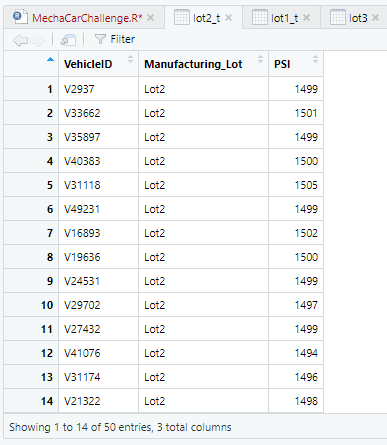 MechaCarChallenge.R* lot2_t lot1_t lot3
Filter
VehicleID Manufacturing_Lot PSI
1 V2937 Lot2 1499
2 V33662 Lot2 1501
3 V35897 Lot2 1499
4 V40383 Lot2 1500
5 V31118 Lot2 1505
6 V49231 Lot2 1499
7 V16893 Lot2 1502
8 V19636 Lot2 1500
9 V24531 Lot2 1499
10 V29702 Lot2 1497
11 V27432 Lot2 1499
12 V41076 Lot2 1494
13 V31174 Lot2 1496
14 V21322 Lot2 1498
Showing 1 to 14 of 50 entries, 3 total columns